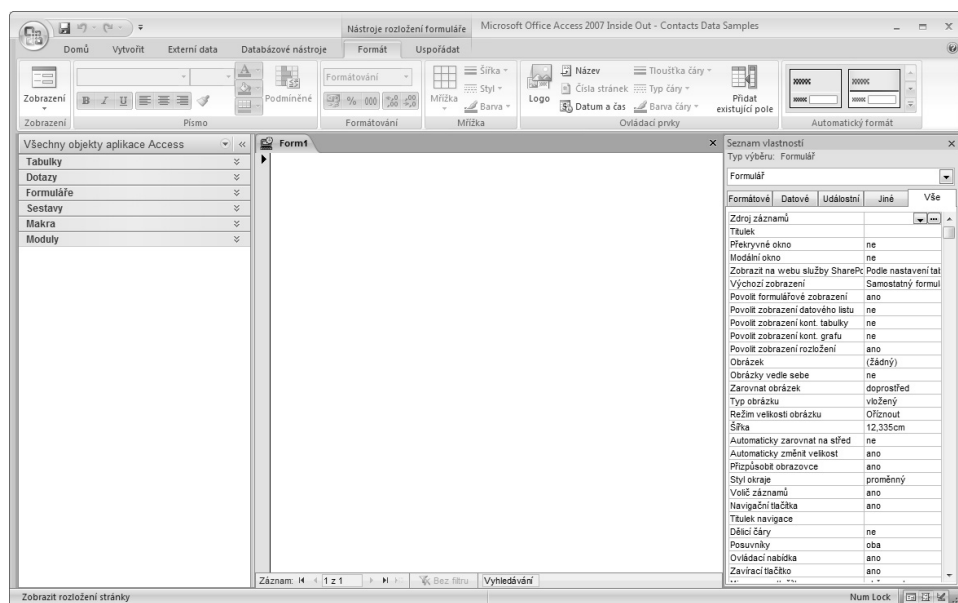 Nástroje rozložení formuláře
Microsoft Office Access 2007 Inside Out - Contacts Data Samples
Domů Vytvořit Externí data Databázové nástroje Formát Uspořádat
Zobrazení
Zobrazení
B I U
Písmo
Podmíněné
Formátování
% 000
Formátování
Mřížka
Šířka
Styl
Barva
Mřížka
Logo
Název
Čísla stránek
Datum a čas
Tloušťka čáry
Typ čáry
Barva čáry
Přidat
existující pole
Ovládací prvky
xxxxx xxxxx
xxxx xxxx
Automatický formát
Všechny objekty aplikace Access
Tabulky
Dotazy
Formuláře
Sestavy
Makra
Moduly
Form1
Záznam: 1 z 1 Bez filtru Vyhledávání
Seznam vlastností
Typ výběru: Formulář
Formulář
Formátové Datové Událostní Jiné Vše
Zdroj záznamů
Titulek
Překryvné okno ne
Modální okno ne
Zobrazit na webu služby SharePo Podle nastavení tab
Výchozí zobrazení Samostatný formul
Povolit formulářové zobrazení ano
Povolit zobrazení datového listu ne
Povolit zobrazení kont. tabulky ne
Povolit zobrazení kont. grafu ne
Povolit zobrazení rozložení ano
Obrázek (žádný)
Obrázky vedle sebe ne
Zarovnat obrázek doprostřed
Typ obrázku vložený
Režim velikosti obrázku Oříznout
Šířka 12,335cm
Automaticky zarovnat na střed ne
Automaticky změnit velikost ano
Přizpůsobit obrazovce ano
Styl okraje proměnný
Volič záznamů ano
Navigační tlačítka ano
Titulek navigace
Dělicí čáry ne
Posuvníky oba
Ovládací nabídka ano
Zavírací tlačítko ano
Zobrazit rozložení stránky
Num Lock